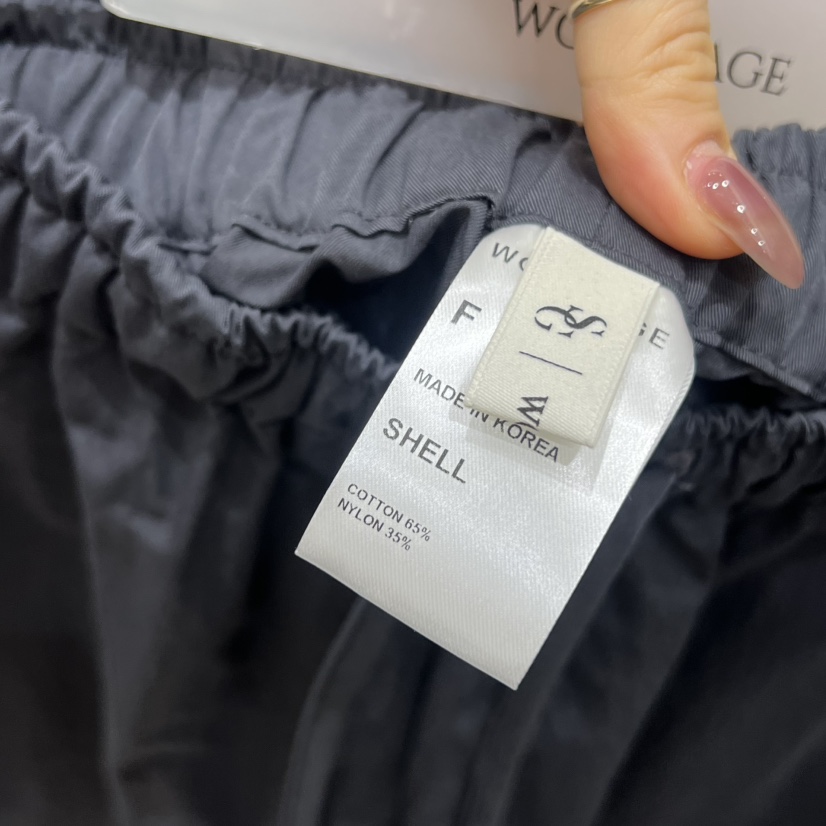 F
MADE IN KOREA
SHELL
COTTON 65%
NYLON 35%
W